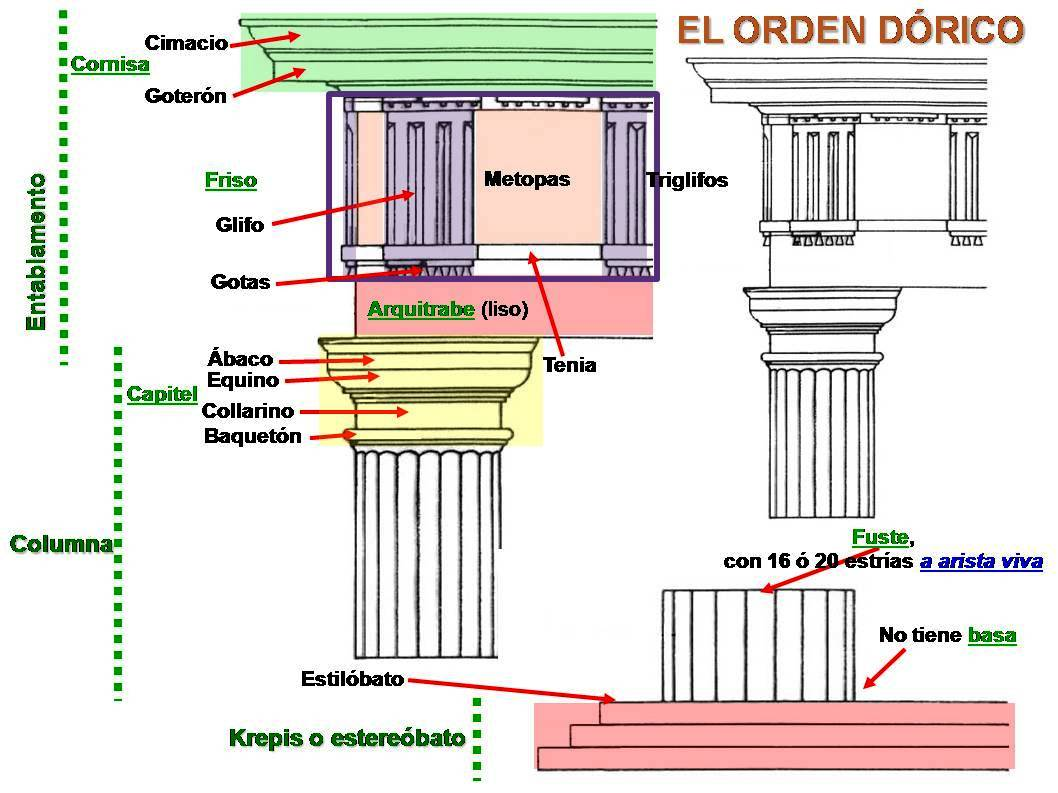 EL ORDEN DÓRICO
Cimacio
Cornisa
Goterón
Entablamento
Friso
Metopas
Triglifos
Glifo
Gotas
Arquitrabe (liso)
Tenia
Ábaco
Equino
Capitel
Collarino
Baquetón
Columna
Fuste,
con 16 ó 20 estrías a arista viva
No tiene basa
Estilóbato
Krepis o estereóbato